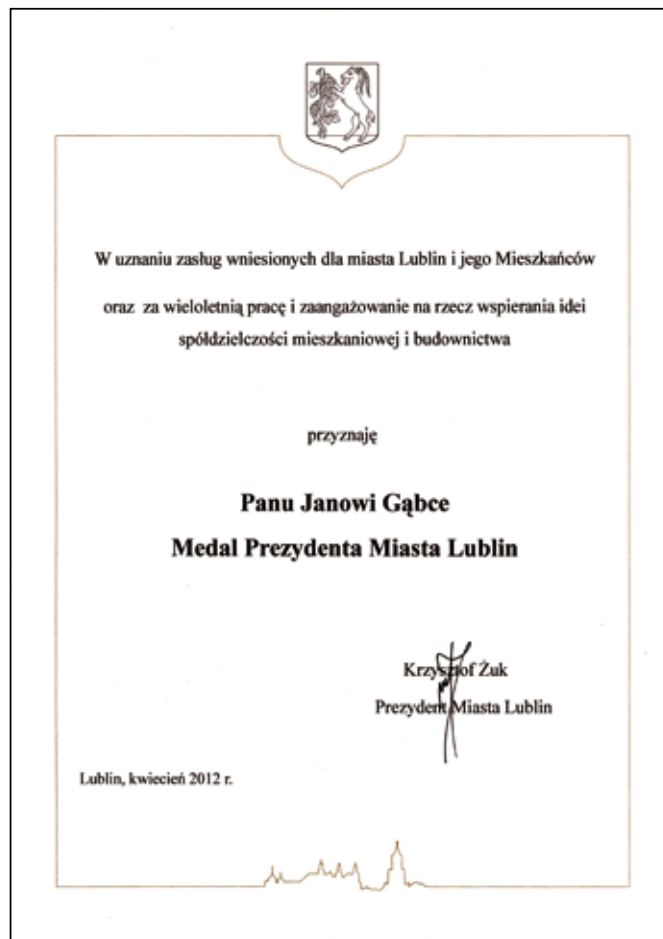 W uznaniu zasług wniesionych dla miasta Lublin i jego Mieszkańców
oraz za wieloletnią pracę i zaangażowanie na rzecz wspierania idei
spółdzielczości mieszkaniowej i budownictwa
przyznaję
Panu Janowi Gąbce
Medal Prezydenta Miasta Lublin
Krzysztof Żuk
Prezydent Miasta Lublin
Lublin, kwiecień 2012 r.